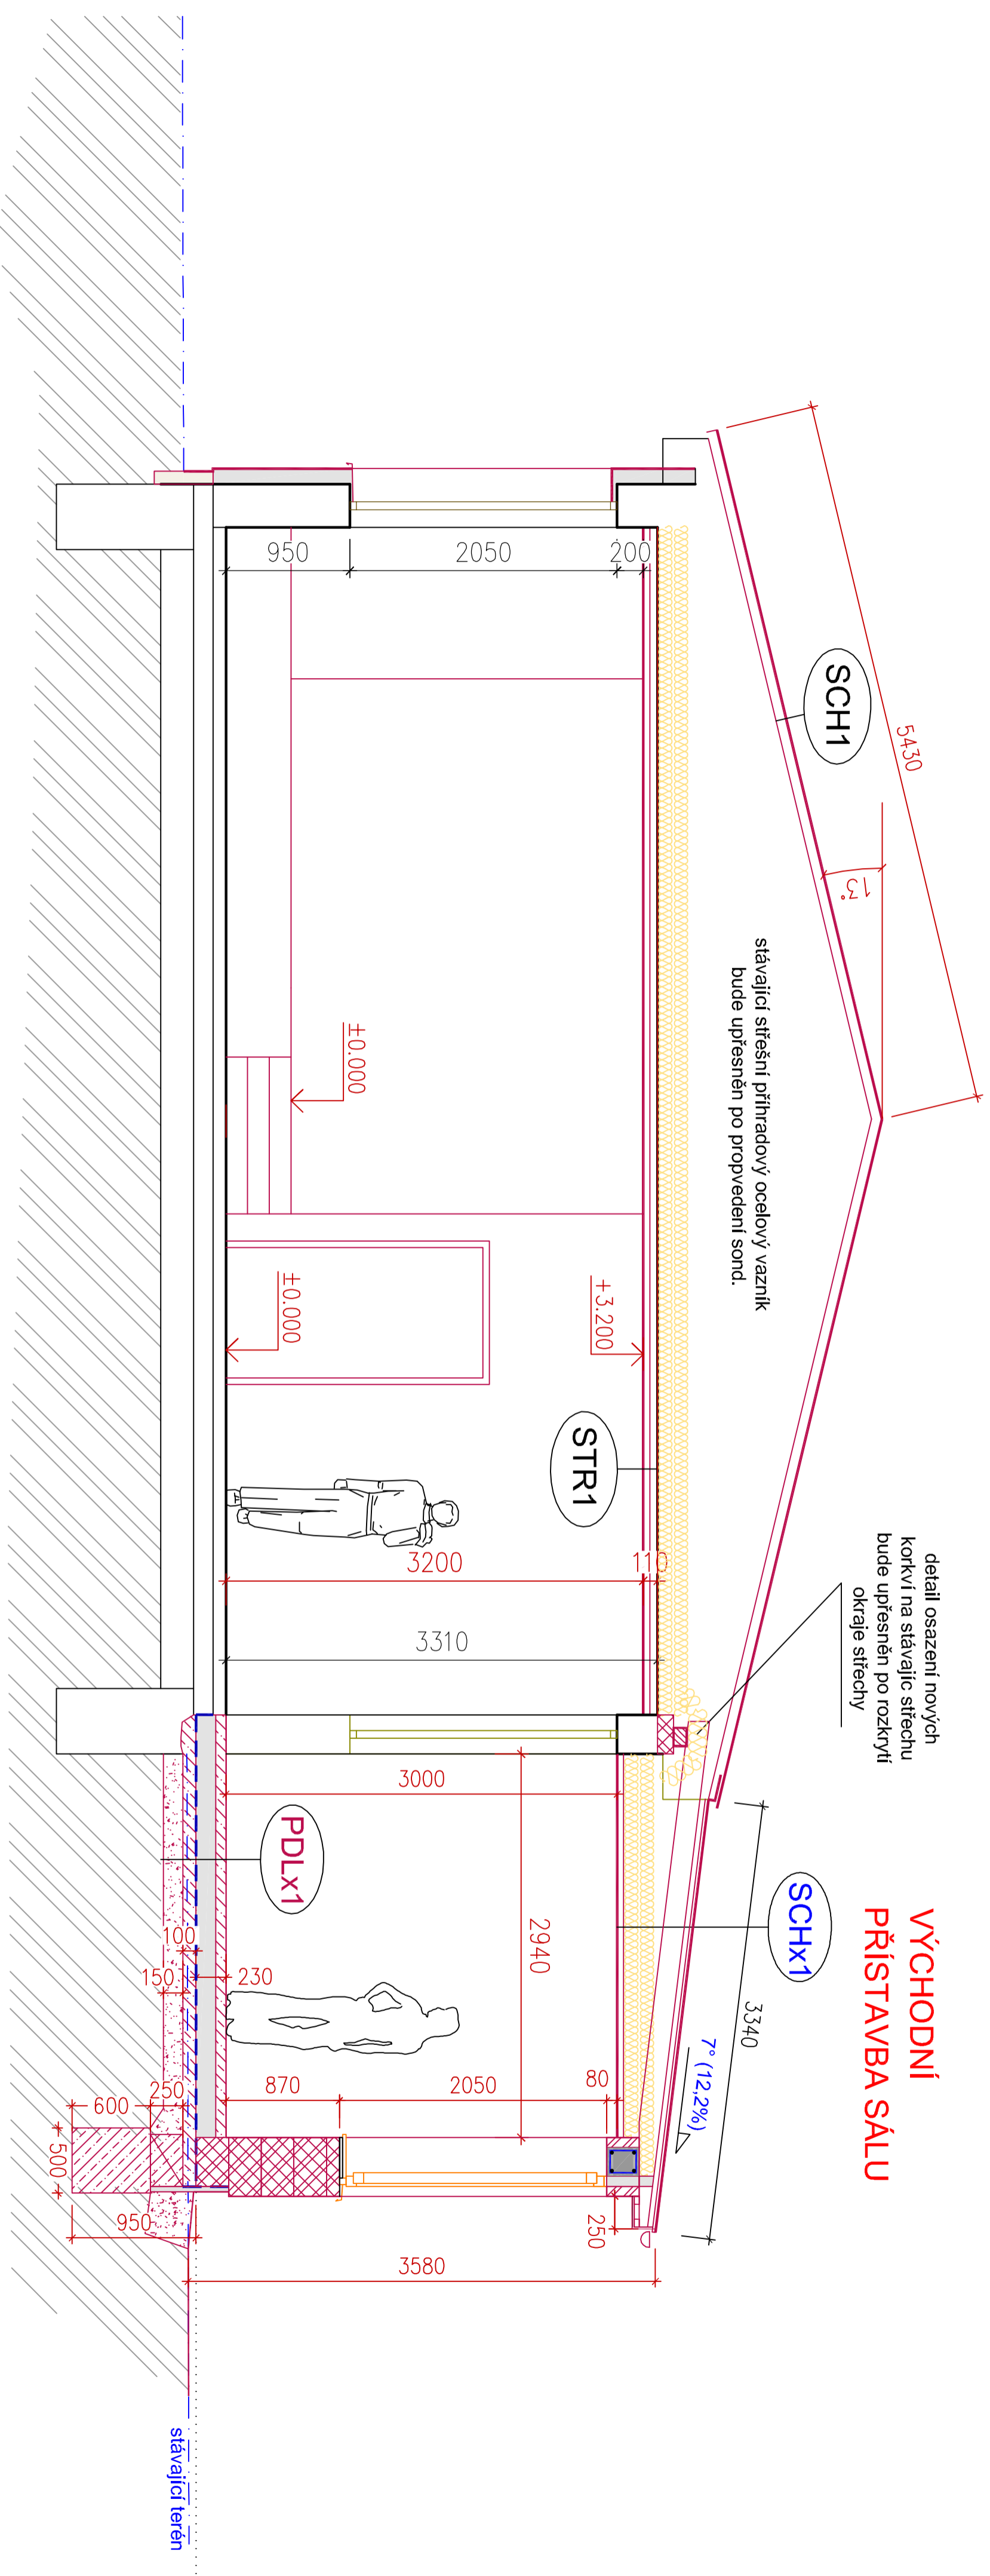 VÝCHODNÍ
PŘÍSTAVBA SÁLU
detail osazení nových
korkví na stávajíc střechu
bude upřesněn po rozkrytí
okraje střechy
5430
13°
SCH1
stávající střešní příhradový ocelový vazník
bude upřesněn po propvedení sond.
SCHx1
3340
7° (12,2%)
950
2050
200
±0.000
±0.000
+3.200
STR1
3200
110
3310
3000
2940
PDLx1
100
150
230
870
2050
80
250
600
250
500
950
3580
stávající terén